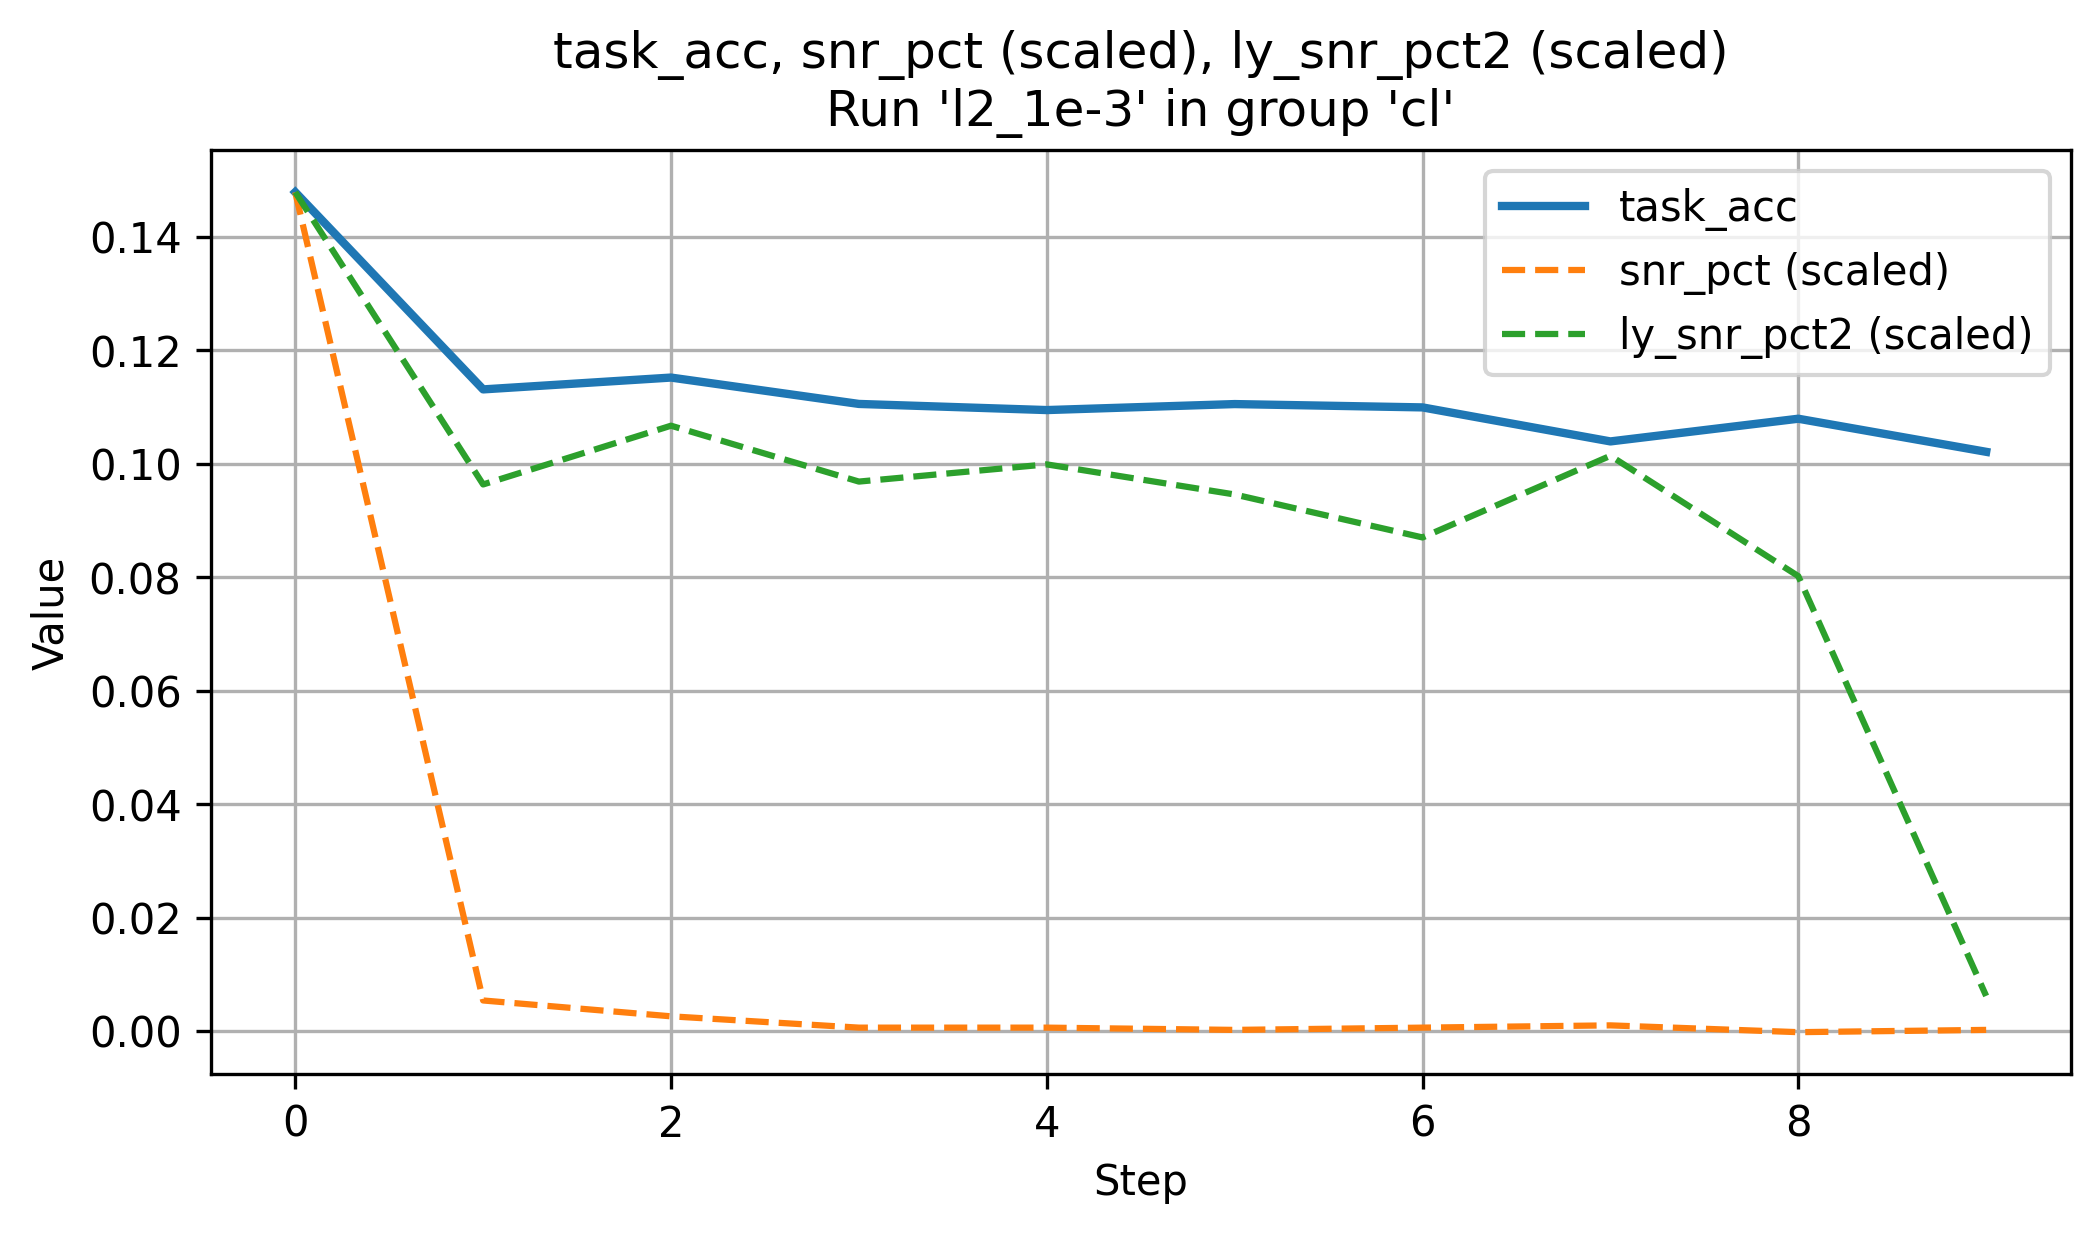 task_acc, snr_pct (scaled), ly_snr_pct2 (scaled)
Run 'l2_1e-3' in group 'cl'
task_acc
snr_pct (scaled)
ly_snr_pct2 (scaled)
Value
0.14
0.12
0.10
0.08
0.06
0.04
0.02
0.00
0 2 4 6 8
Step